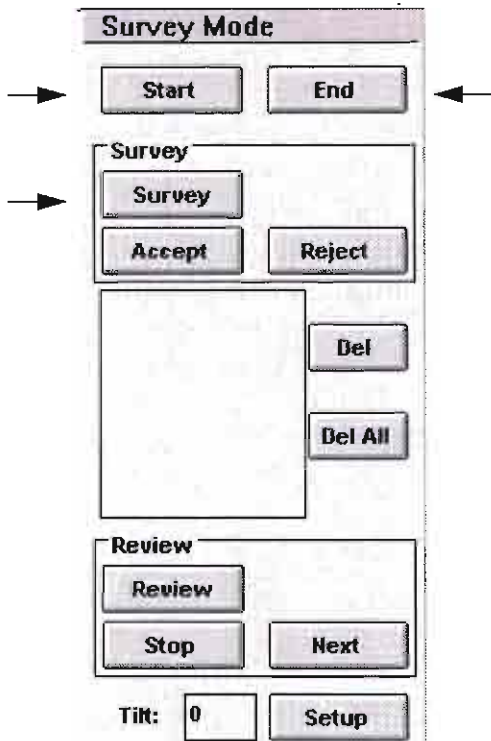 Survey Mode
Start End
Survey
Survey
Accept Reject
Del
Del All
Review
Review
Stop Next
Tilt: 0 Setup